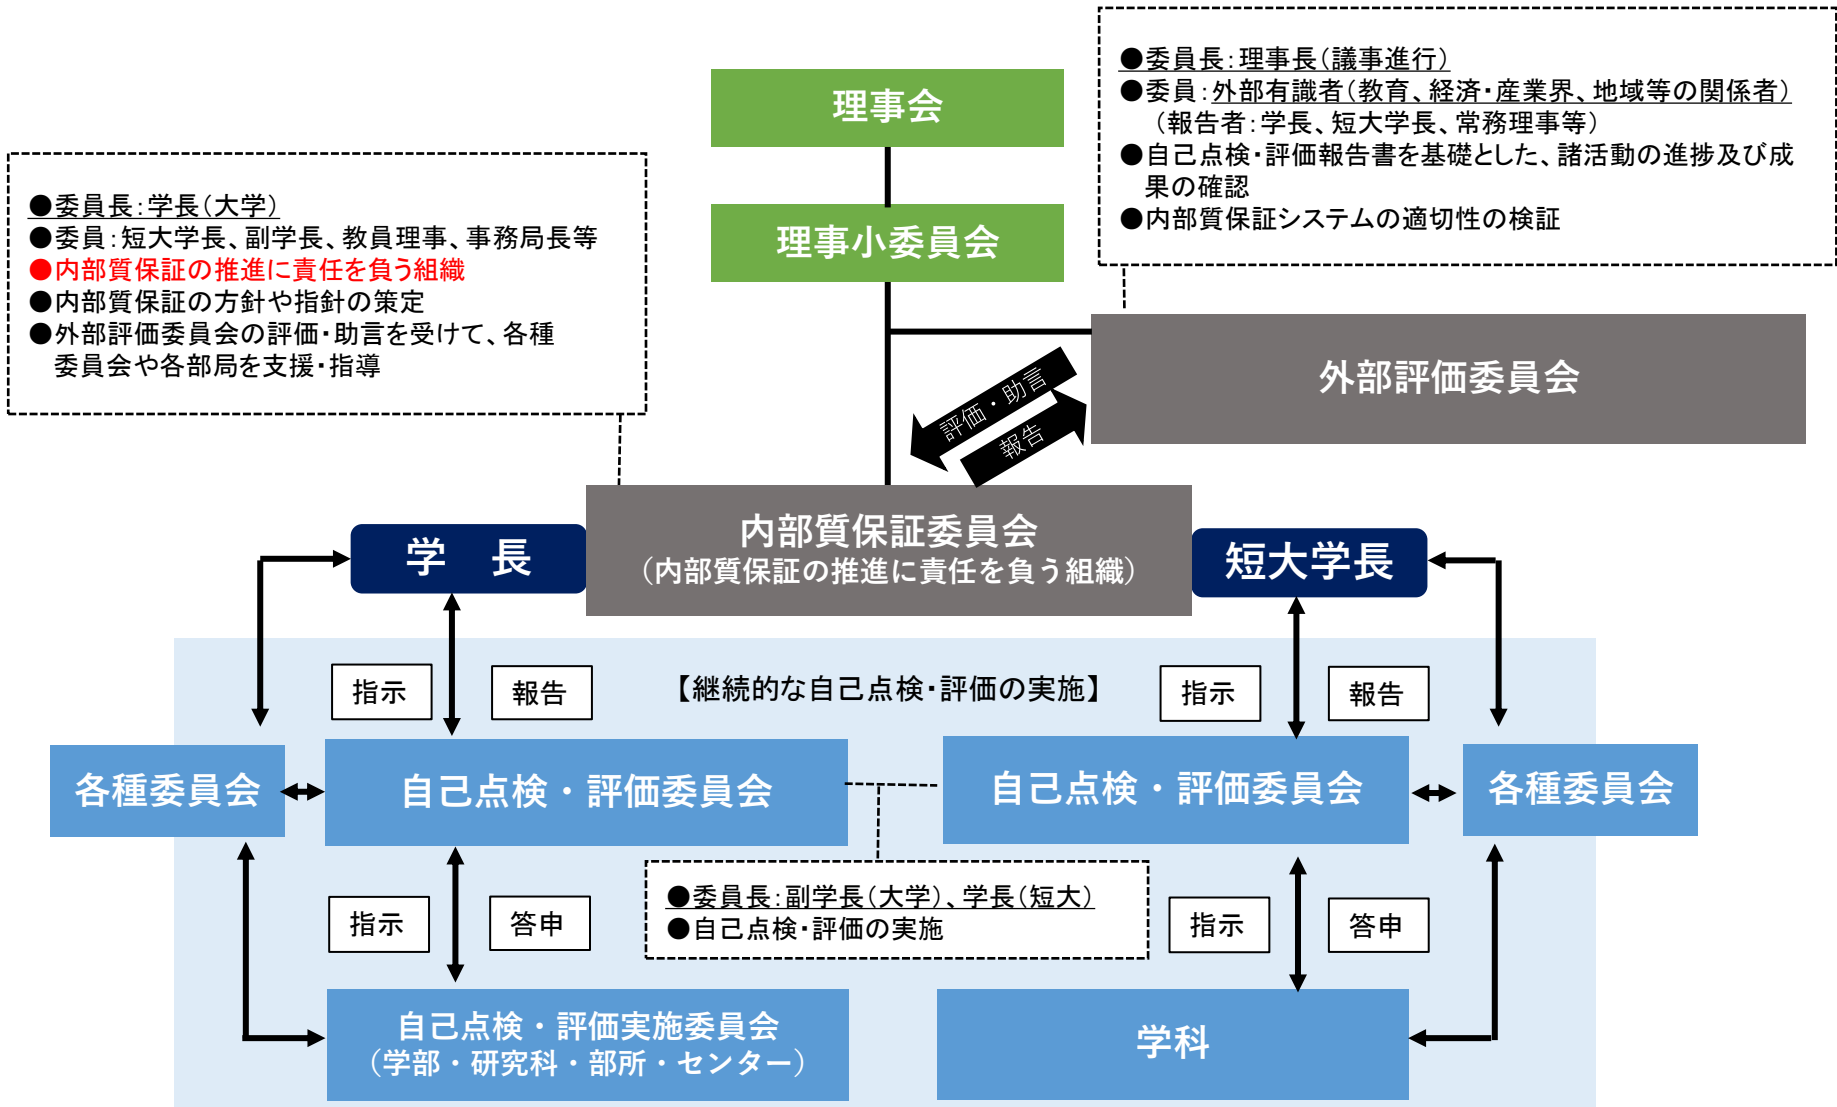 ●委員長：理事長（議事進行）
●委員：外部有識者（教育、経済・産業界、地域等の関係者）
（報告者：学長、短大学長、常務理事等）
●自己点検・評価報告書を基礎とした、諸活動の進捗及び成
果の確認
●内部質保証システムの適切性の検証
理事会
理事小委員会
●委員長：学長（大学）
●委員：短大学長、副学長、教員理事、事務局長等
●内部質保証の推進に責任を負う組織
●内部質保証の方針や指針の策定
●外部評価委員会の評価・助言を受けて、各種
委員会や各部局を支援・指導
外部評価委員会
評価・助言
報告
内部質保証委員会
（内部質保証の推進に責任を負う組織）
学　長
短大学長
【継続的な自己点検・評価の実施】
指示
報告
指示
報告
各種委員会
自己点検・評価委員会
自己点検・評価委員会
各種委員会
●委員長：副学長（大学）、学長（短大）
●自己点検・評価の実施
指示
答申
指示
答申
自己点検・評価実施委員会
（学部・研究科・部所・センター）
学科